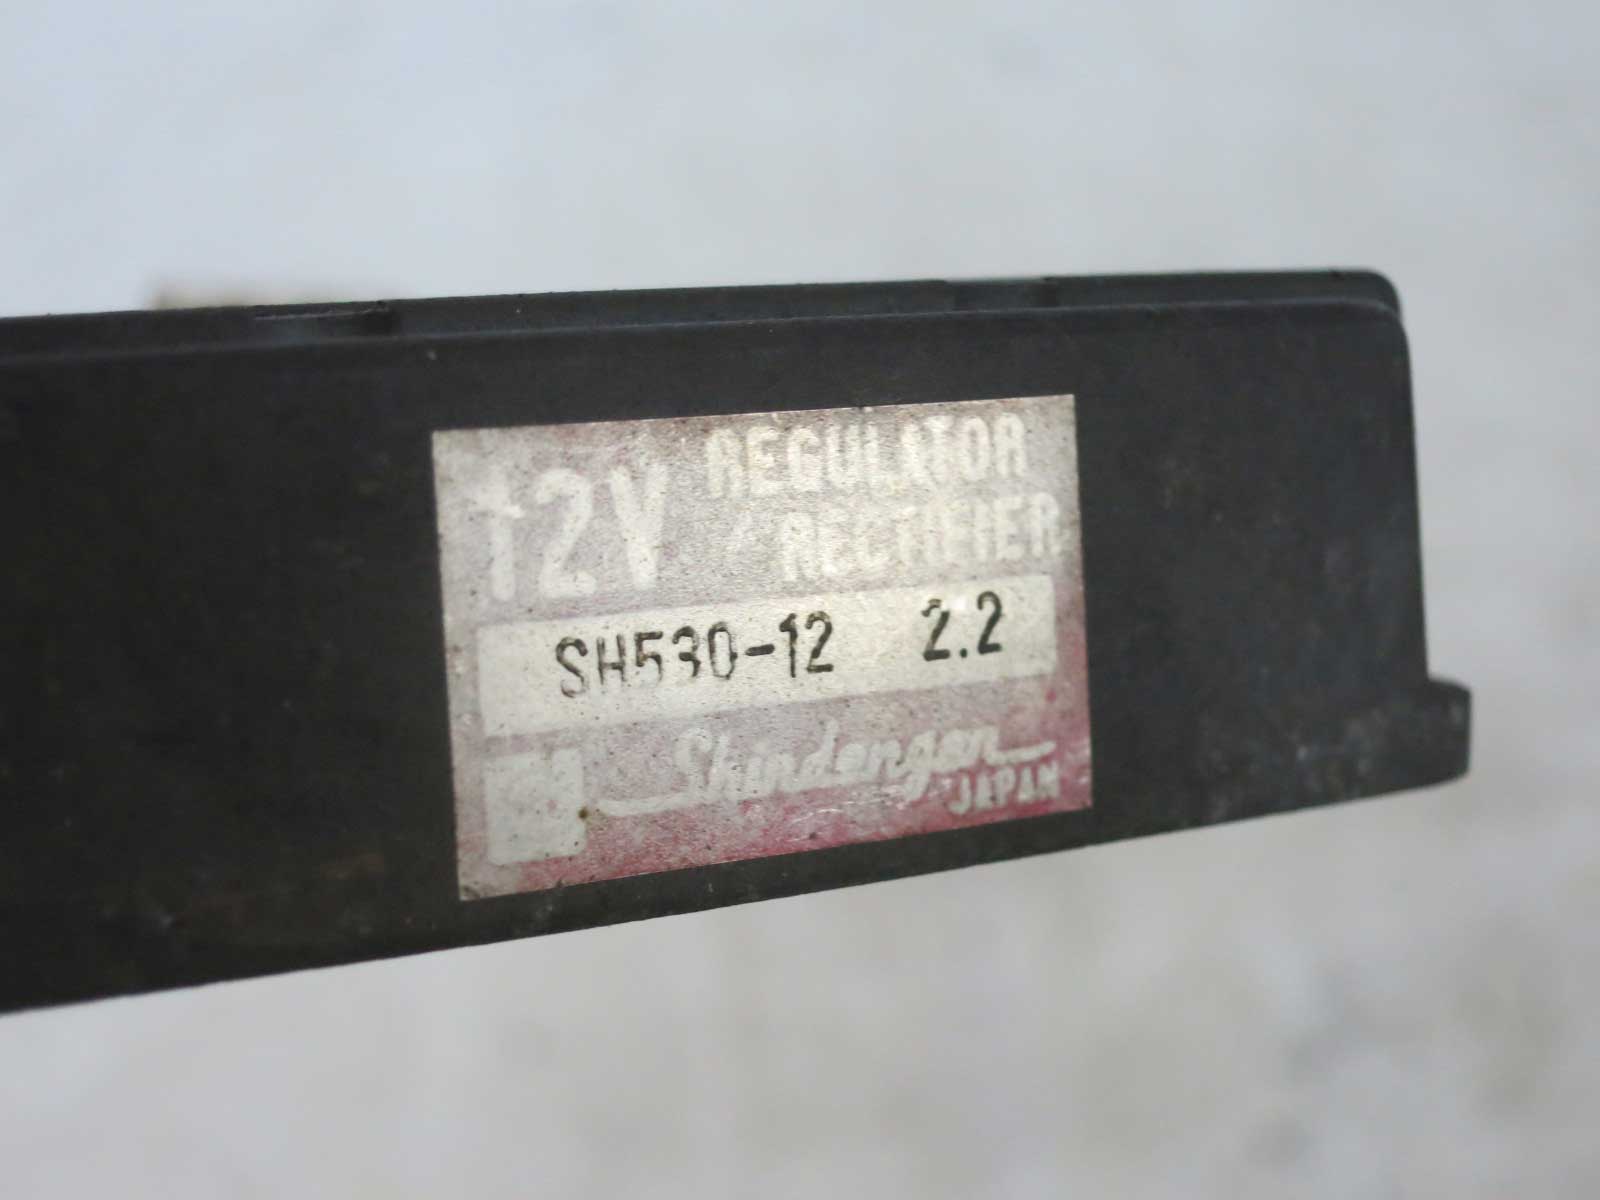 12V REGULATOR
/ RECTIFIER
SH530-12 2.2
Shindengen
JAPAN